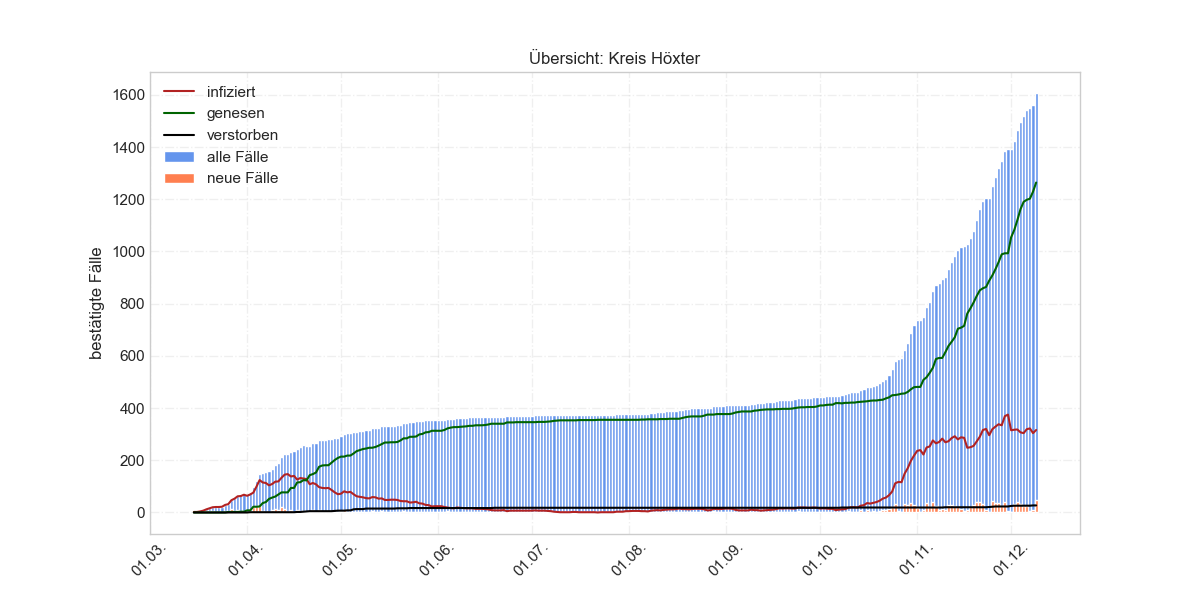 Übersicht: Kreis Höxter
infiziert
genesen
verstorben
alle Fälle
neue Fälle
bestätigte Fälle
1600
1400
1200
1000
800
600
400
200
0
01.03.
01.04.
01.05.
01.06.
01.07.
01.08.
01.09.
01.10.
01.11.
01.12.